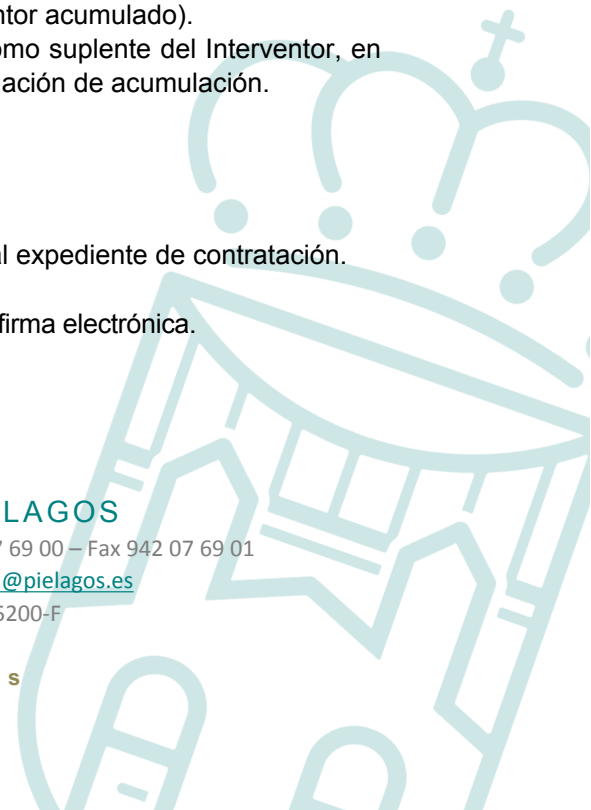 ntor acumulado).
omo suplente del Interventor, en
ación de acumulación.
al expediente de contratación.
firma electrónica.
LAGOS
7 69 00 – Fax 942 07 69 01
@pielagos.es
5200-F
s